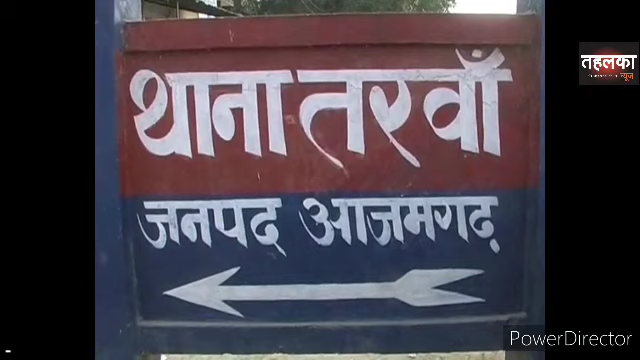 थाना तरवाँ
जनपद आजमगढ़
तहलका
न्यूज़
PowerDirector